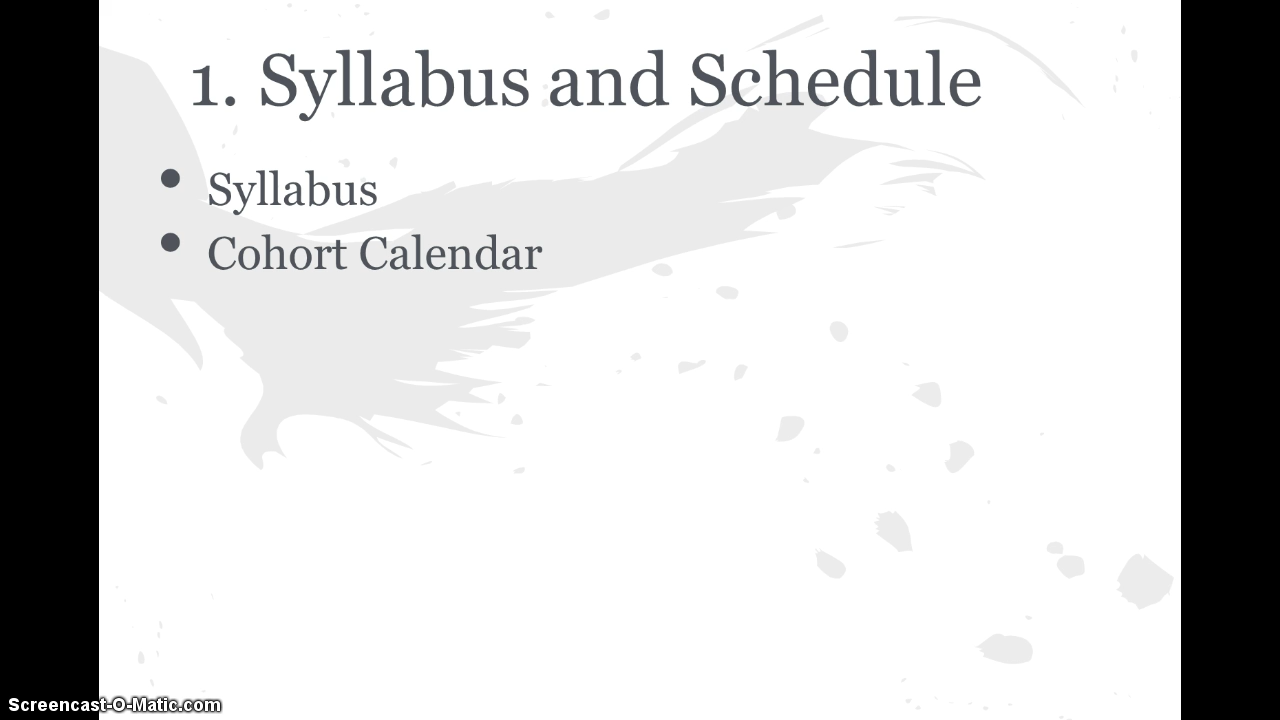 1. Syllabus and Schedule
• Syllabus
• Cohort Calendar
Screencast-O-Matic.com